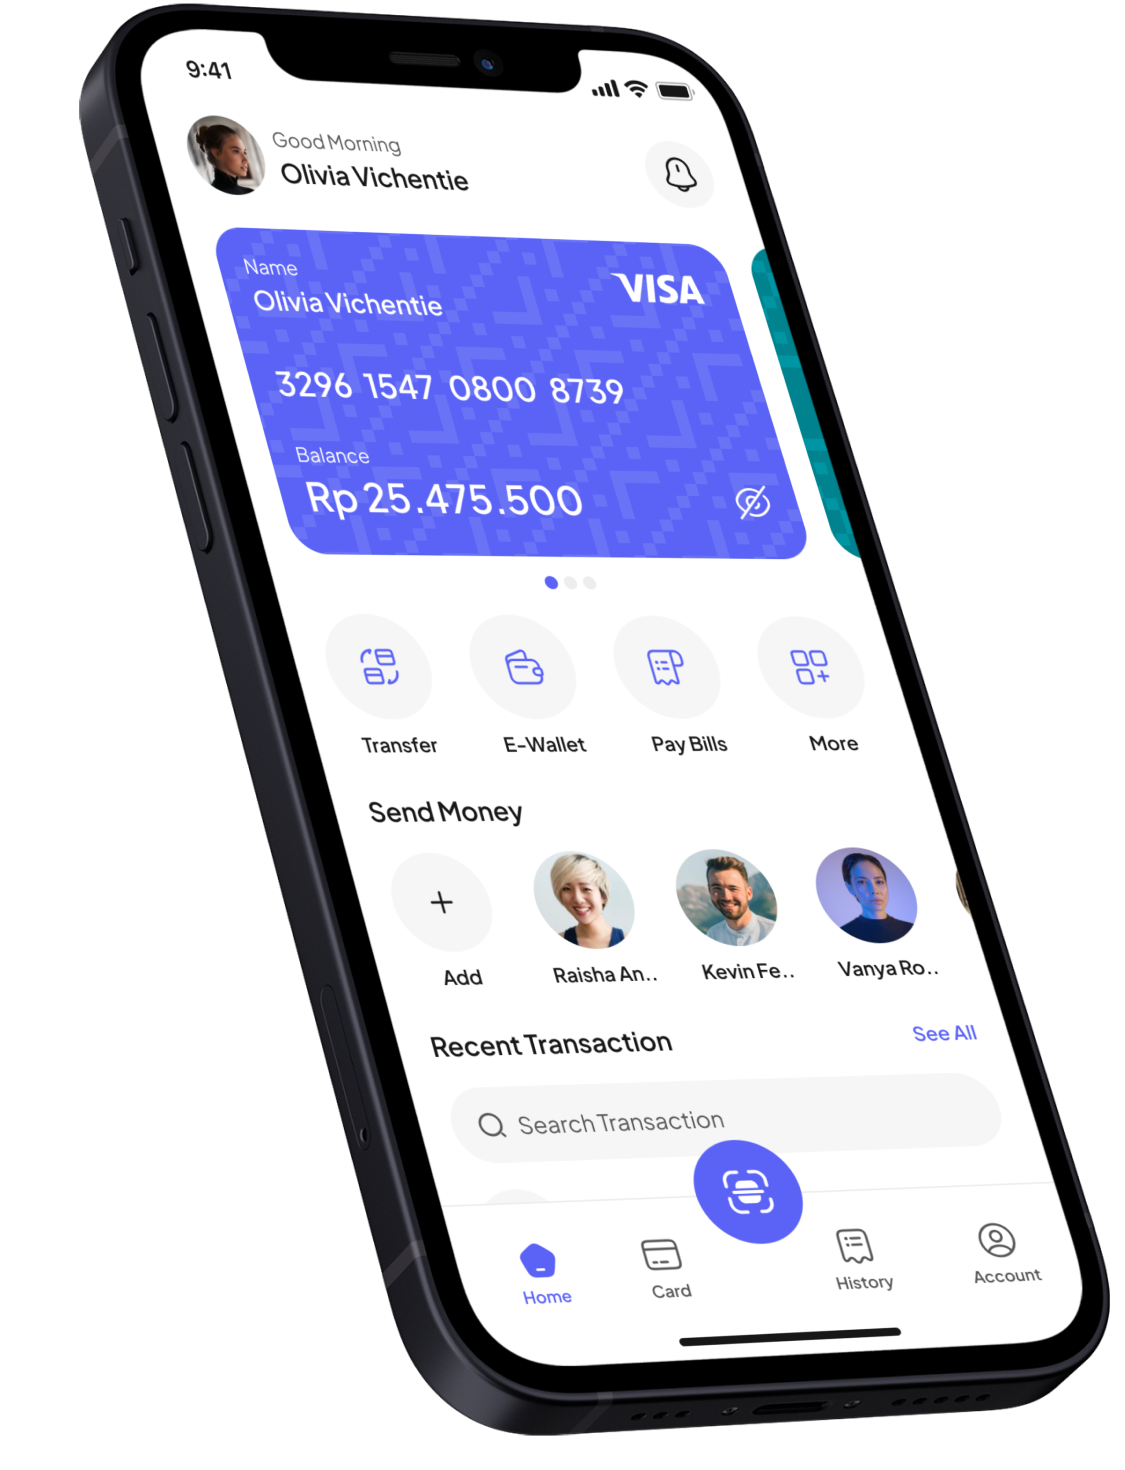 9:41
Good Morning
Olivia Vichentie
Name
Olivia Vichentie
VISA
3296 1547 0800 8739
Balance
Rp 25.475.500
Transfer
E-Wallet
Pay Bills
More
Send Money
Add
Raisha An..
Kevin Fe..
Vanya Ro..
Recent Transaction
See All
Search Transaction
Home
Card
History
Account